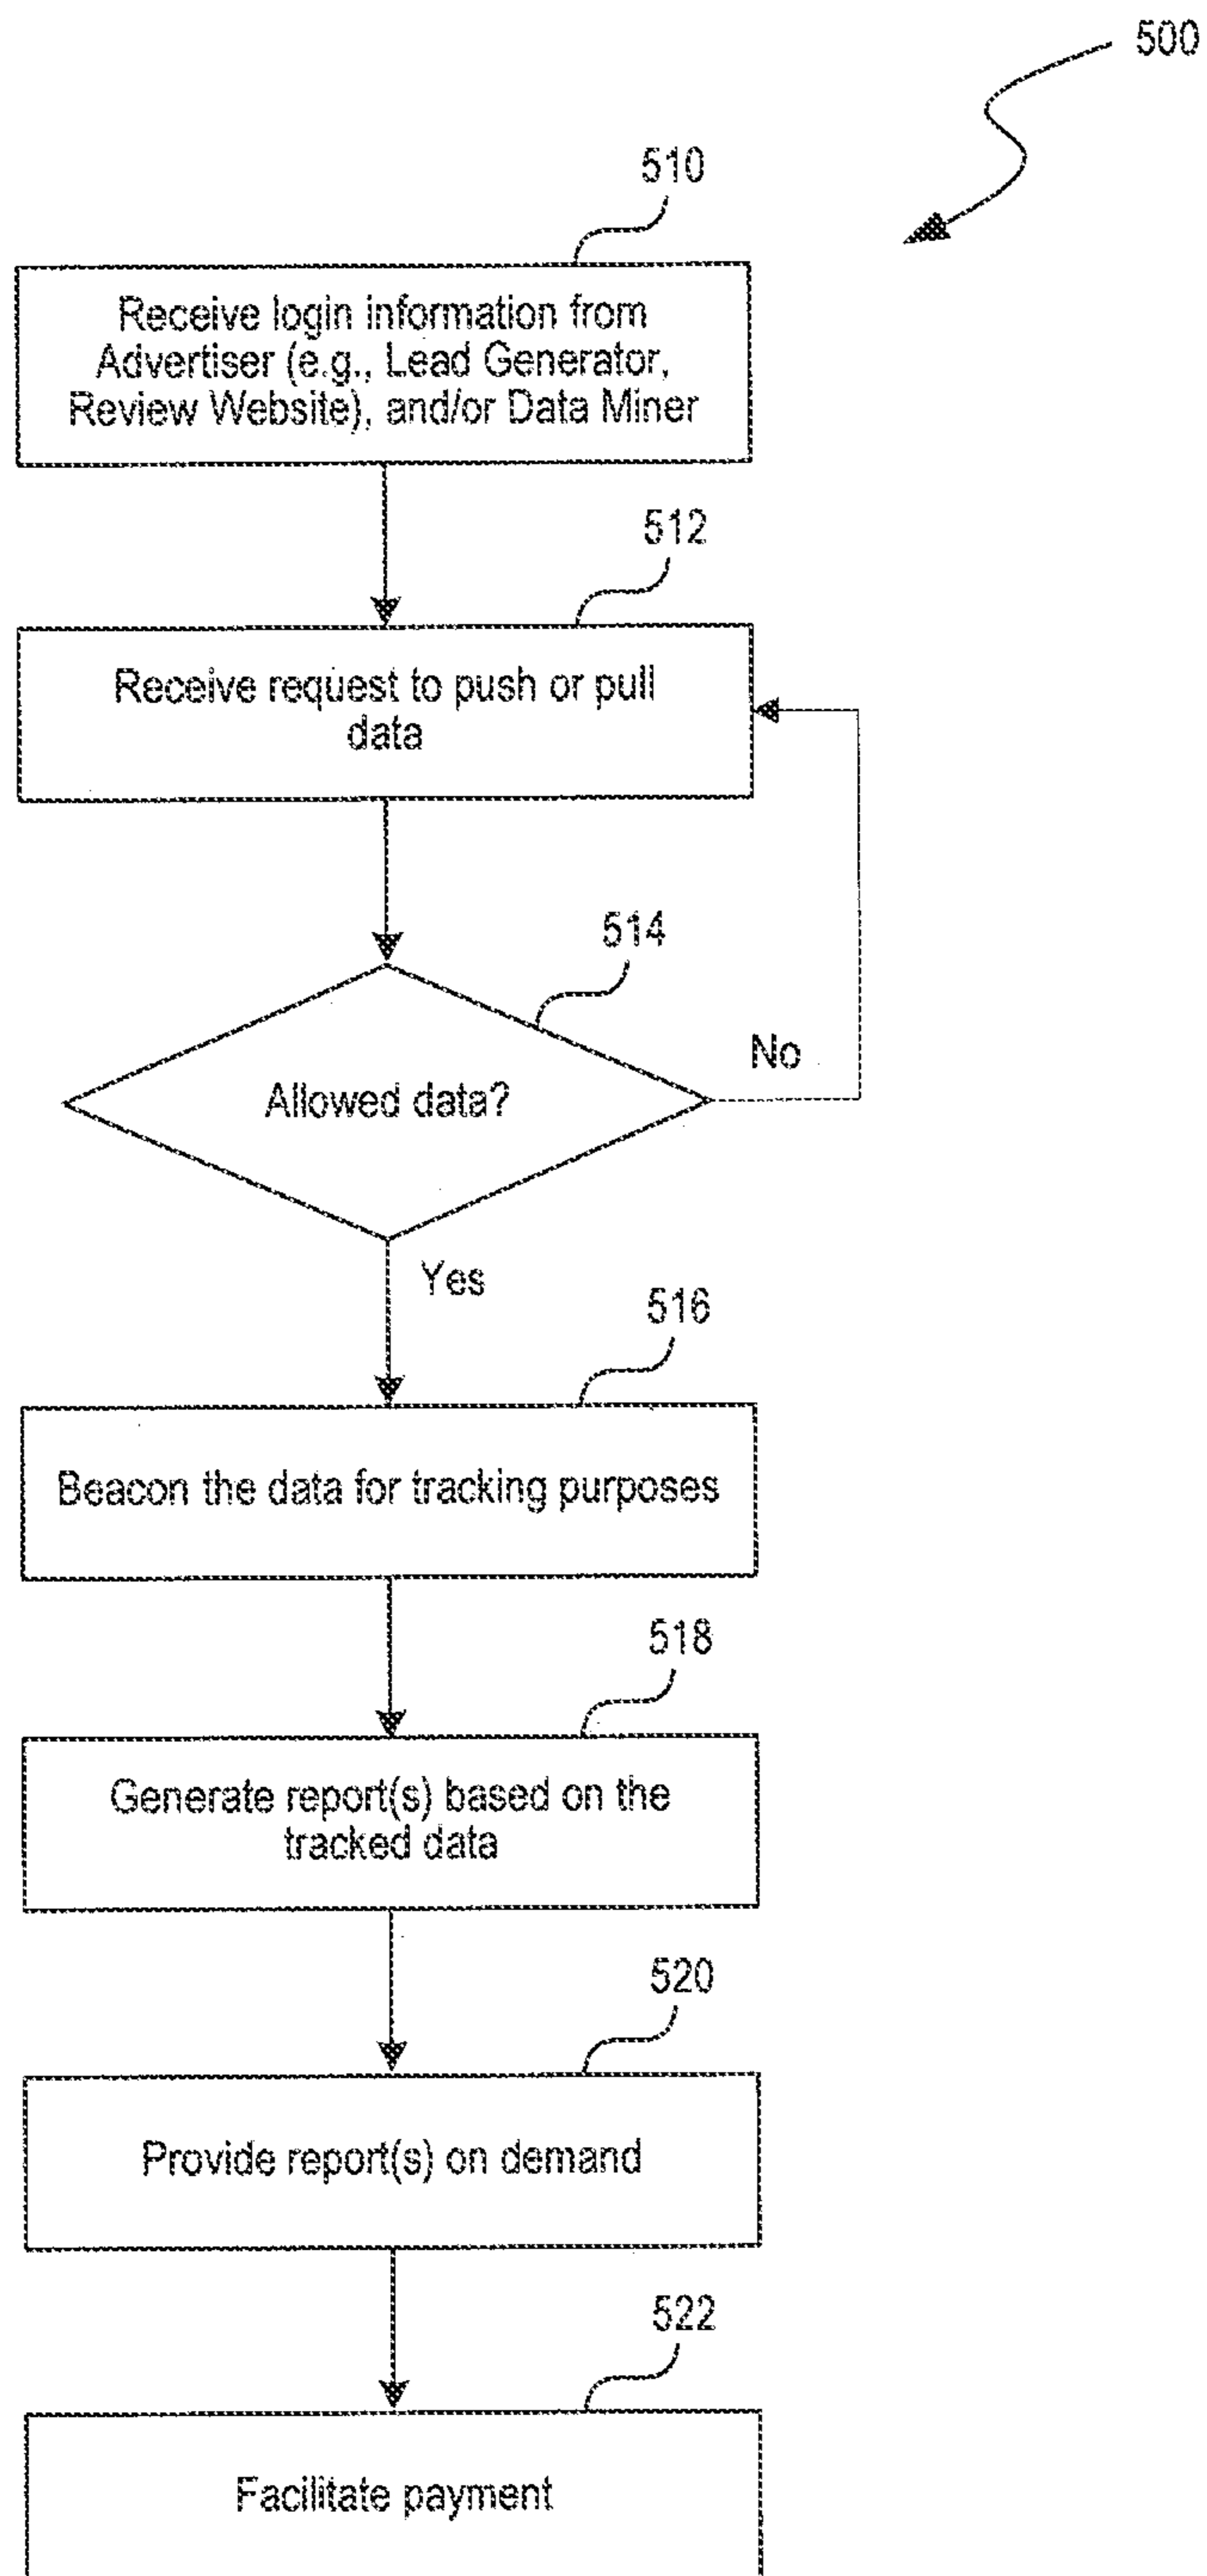 500
510
Receive login information from
Advertiser (e.g., Lead Generator,
Review Website), and/or Data Miner
512
Receive request to push or pull
data
514
Allowed data?
No
Yes
516
Beacon the data for tracking purposes
518
Generate report(s) based on the
tracked data
520
Provide report(s) on demand
522
Facilitate payment